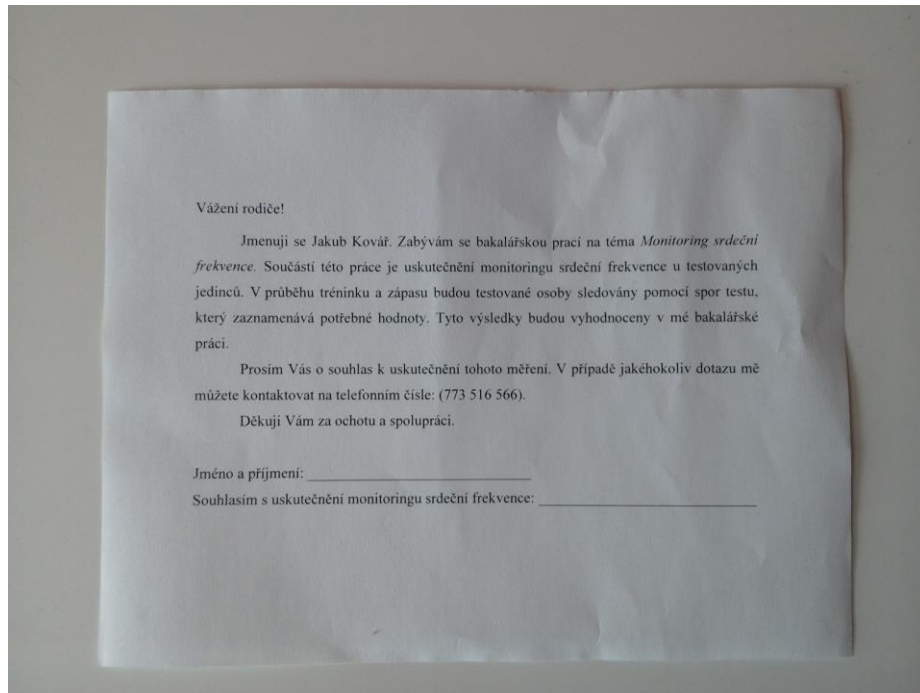 Vážení rodiče!
Jmenuji se Jakub Kovář. Zabývám se bakalářskou prací na téma Monitoring srdeční
frekvence. Součástí této práce je uskutečnění monitoringu srdeční frekvence u testovaných
jedinců. V průběhu tréninku a zápasu budou testované osoby sledovány pomocí spor testu,
který zaznamenává potřebné hodnoty. Tyto výsledky budou vyhodnoceny v mé bakalářské
práci.
Prosím Vás o souhlas k uskutečnění tohoto měření. V případě jakéhokoliv dotazu mě
můžete kontaktovat na telefonním čísle: (773 516 566).
Děkuji Vám za ochotu a spolupráci.
Jméno a příjmení: ______________________________
Souhlasím s uskutečnění monitoringu srdeční frekvence: ______________________________